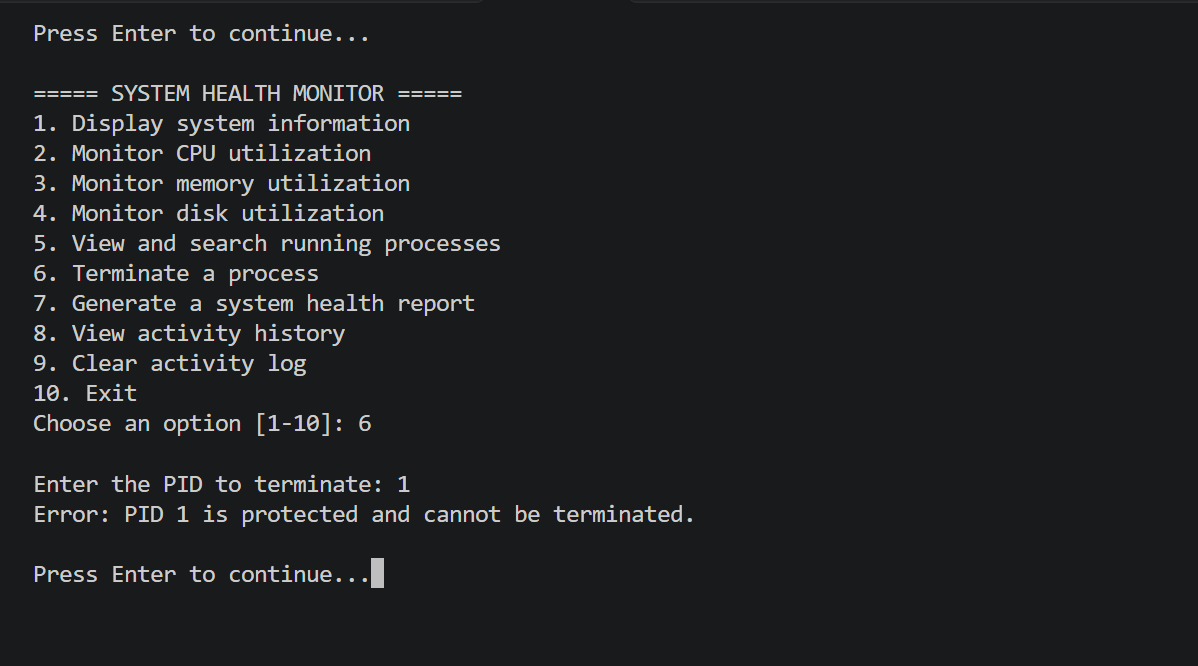 Press Enter to continue...
===== SYSTEM HEALTH MONITOR =====
1. Display system information
2. Monitor CPU utilization
3. Monitor memory utilization
4. Monitor disk utilization
5. View and search running processes
6. Terminate a process
7. Generate a system health report
8. View activity history
9. Clear activity log
10. Exit
Choose an option [1-10]: 6
Enter the PID to terminate: 1
Error: PID 1 is protected and cannot be terminated.
Press Enter to continue...